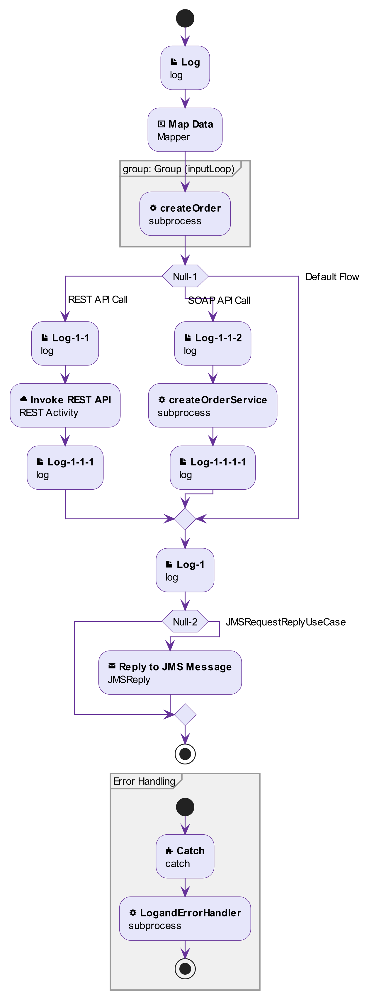 Log
log
Map Data
Mapper
group: Group (inputLoop)
createOrder
subprocess
Null-1
Default Flow
REST API Call
SOAP API Call
Log-1-1
log
Log-1-1-2
log
Invoke REST API
REST Activity
createOrderService
subprocess
Log-1-1-1
log
Log-1-1-1-1
log
Log-1
log
Null-2
JMSRequestReplyUseCase
Reply to JMS Message
JMSReply
Error Handling
Catch
catch
LogandErrorHandler
subprocess